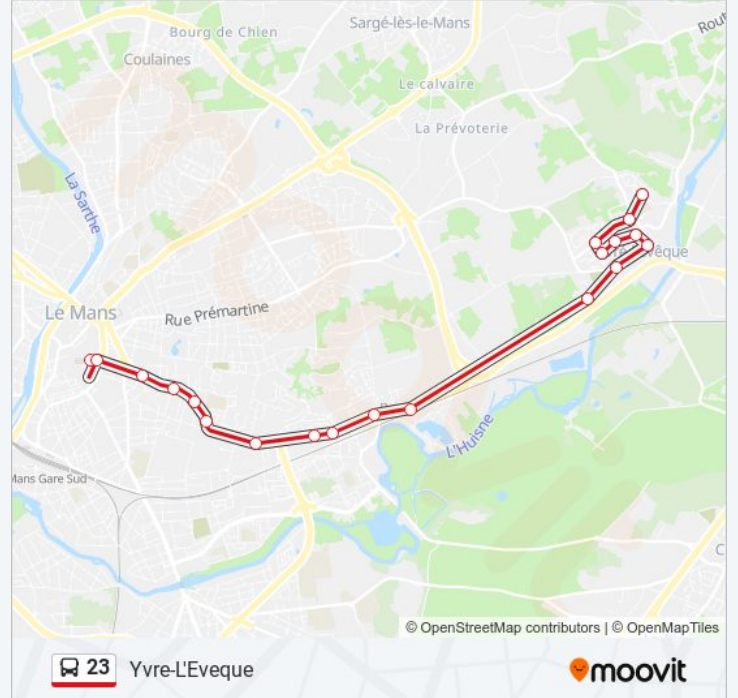 Bourg de Chien
Sargé-lès-le-Mans
Rout
Coulaines
Le calvaire
La Prévoterie
La Sarthe
vêque
Le Mans
Rue Prémartine
L'Huisne
Mans Gare Sud
C
© OpenStreetMap contributors | © OpenMapTiles
23 Yvre-L'Eveque
moovit